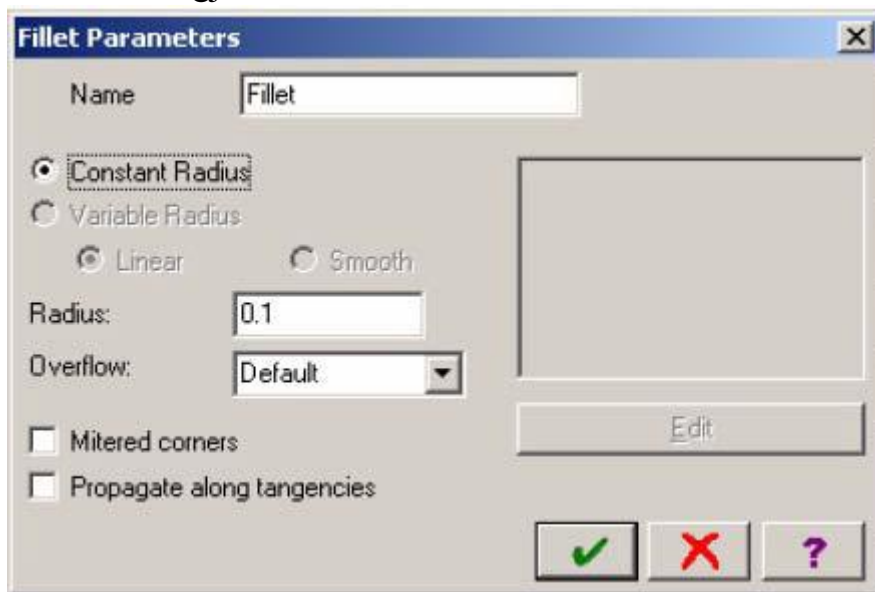 Fillet Parameters
Name Fillet
Constant Radius
Variable Radius
Linear Smooth
Radius: 0.1
Overflow: Default
Edit
Mitered corners
Propagate along tangencies
?